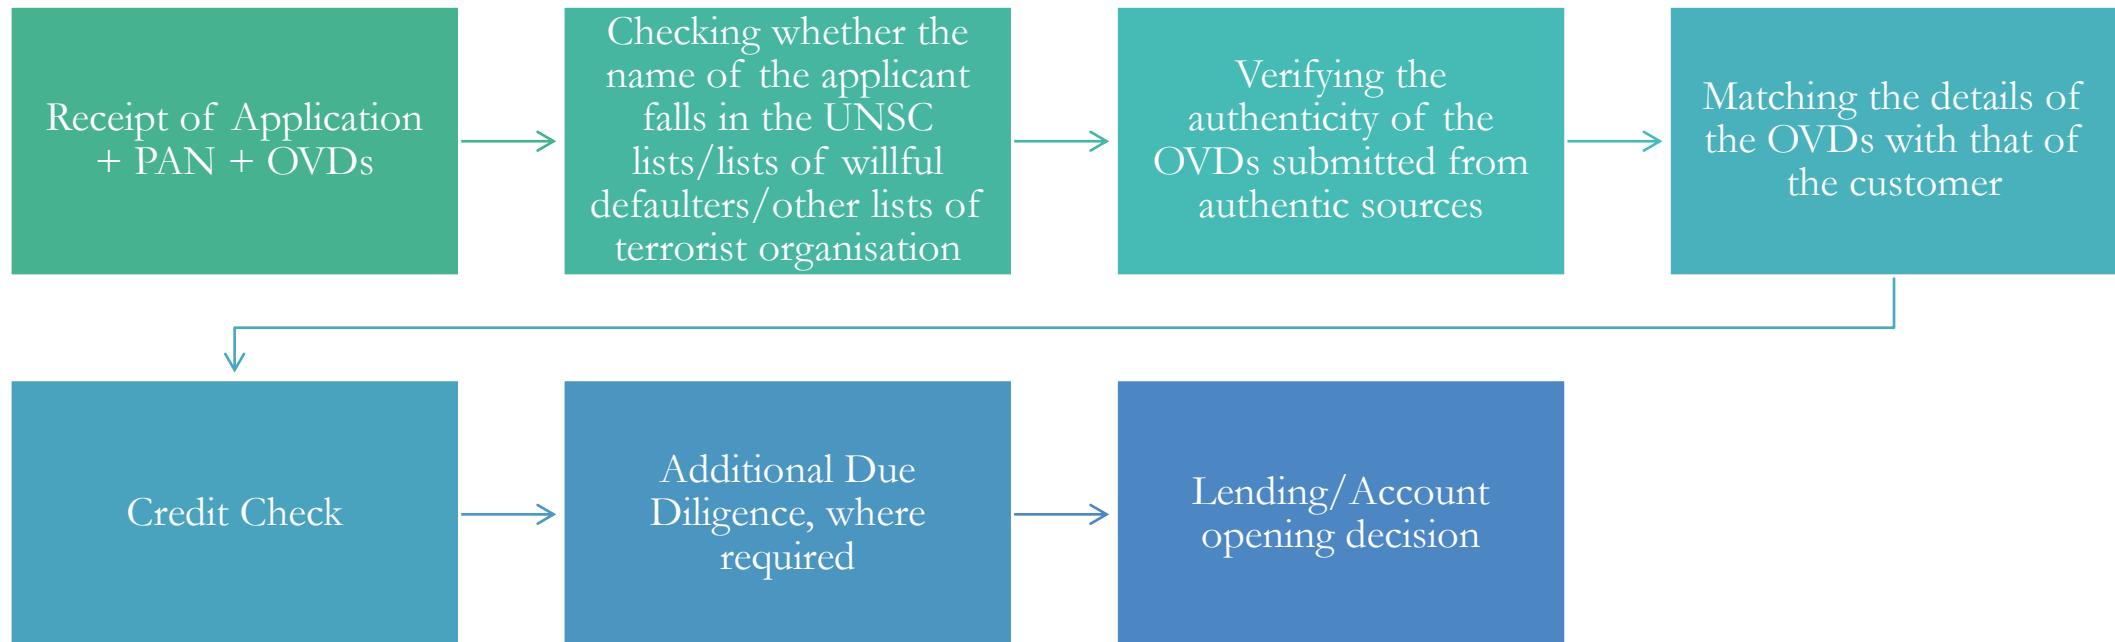 Receipt of Application
+ PAN + OVDs
Checking whether the
name of the applicant
falls in the UNSC
lists/lists of willful
defaulters/other lists of
terrorist organisation
Verifying the
authenticity of the
OVDs submitted from
authentic sources
Matching the details of
the OVDs with that of
the customer
Credit Check
Additional Due
Diligence, where
required
Lending/Account
opening decision